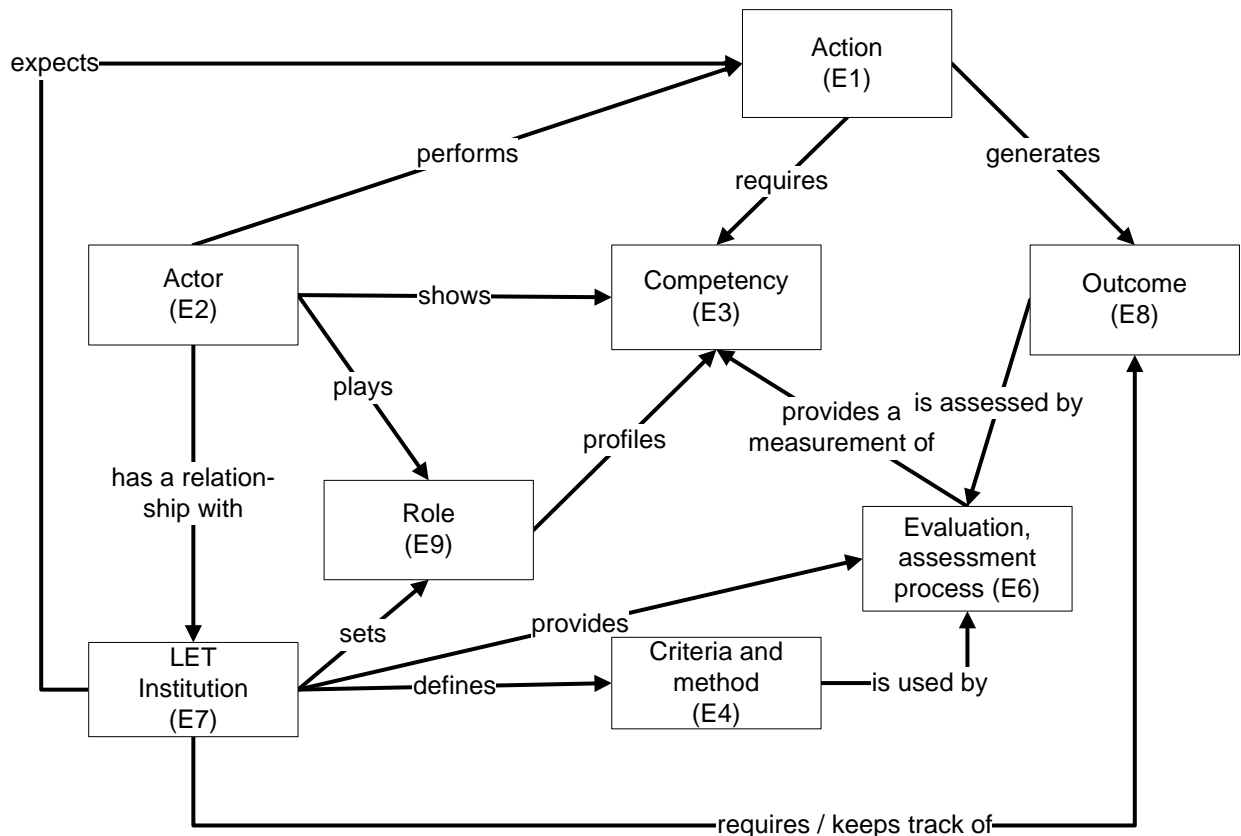 Action
(E1)
expects
performs
generates
requires
Actor
(E2)
shows
Competency
(E3)
Outcome
(E8)
plays
provides a
measurement of
is assessed by
profiles
has a relation-
ship with
Role
(E9)
Evaluation,
assessment
process (E6)
sets
provides
LET
Institution
(E7)
defines
Criteria and
method
(E4)
is used by
requires / keeps track of